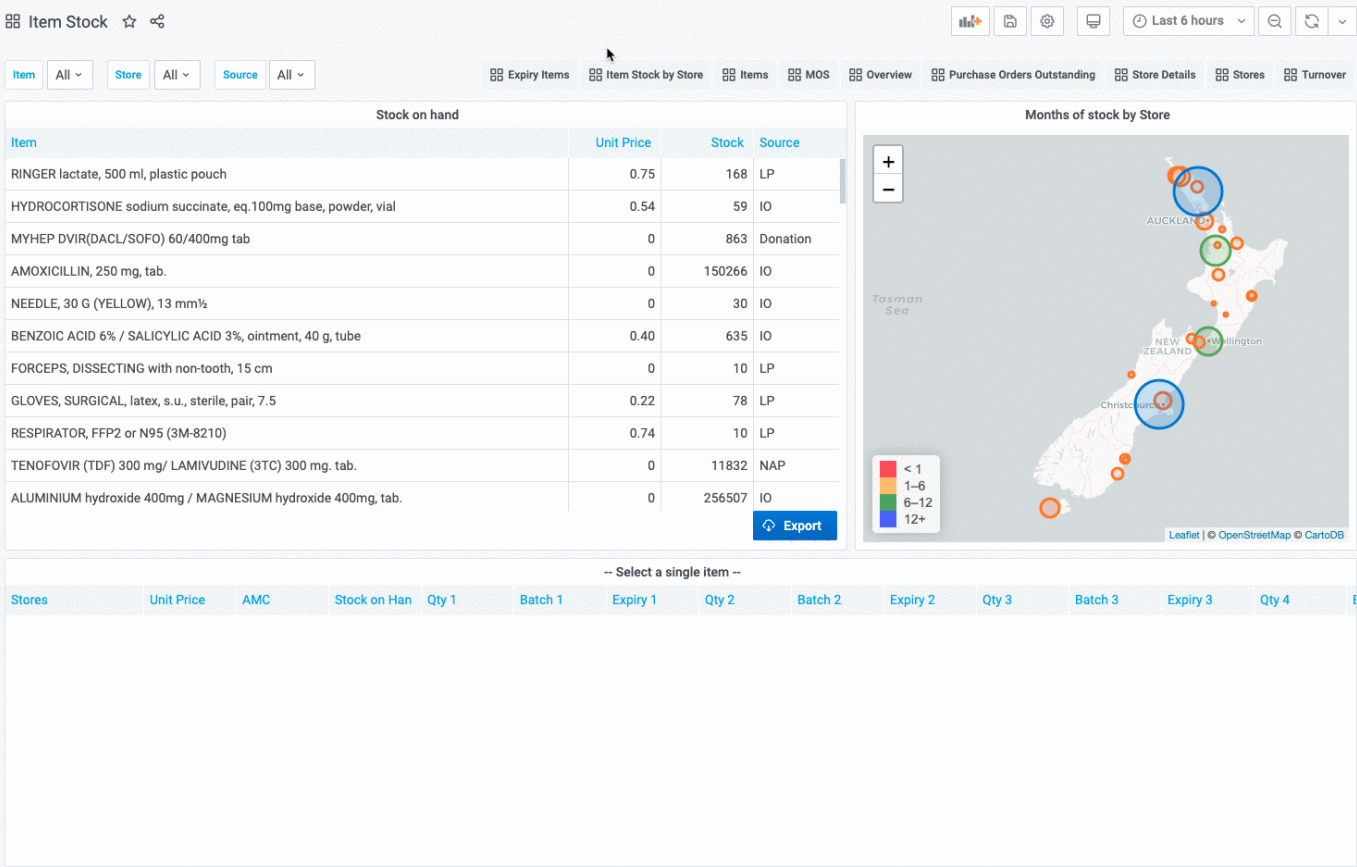 Item Stock
Last 6 hours
Item All Store All Source All Expiry Items Item Stock by Store Items MOS Overview Purchase Orders Outstanding Store Details Stores Turnover
Stock on hand
Item Unit Price Stock Source
RINGER lactate, 500 ml, plastic pouch 0.75 168 LP
HYDROCORTISONE sodium succinate, eq.100mg base, powder, vial 0.54 59 IO
MYHEP DVIR(DACL/SOFO) 60/400mg tab 0 863 Donation
AMOXICILLIN, 250 mg, tab. 0 150266 IO
NEEDLE, 30 G (YELLOW), 13 mm½ 0 30 IO
BENZOIC ACID 6% / SALICYLIC ACID 3%, ointment, 40 g, tube 0.40 635 IO
FORCEPS, DISSECTING with non-tooth, 15 cm 0 10 LP
GLOVES, SURGICAL, latex, s.u., sterile, pair, 7.5 0.22 78 LP
RESPIRATOR, FFP2 or N95 (3M-8210) 0.74 10 LP
TENOFOVIR (TDF) 300 mg/ LAMIVUDINE (3TC) 300 mg. tab. 0 11832 NAP
ALUMINIUM hydroxide 400mg / MAGNESIUM hydroxide 400mg, tab. 0 256507 IO
Export
Months of stock by Store
+
−
AUCKLAND
Tasman
Sea
NEW
ZEALAND
Wellington
Christchurch
< 1
1–6
6–12
12+
Leaflet | © OpenStreetMap © CartoDB
-- Select a single item --
Stores Unit Price AMC Stock on Han Qty 1 Batch 1 Expiry 1 Qty 2 Batch 2 Expiry 2 Qty 3 Batch 3 Expiry 3 Qty 4